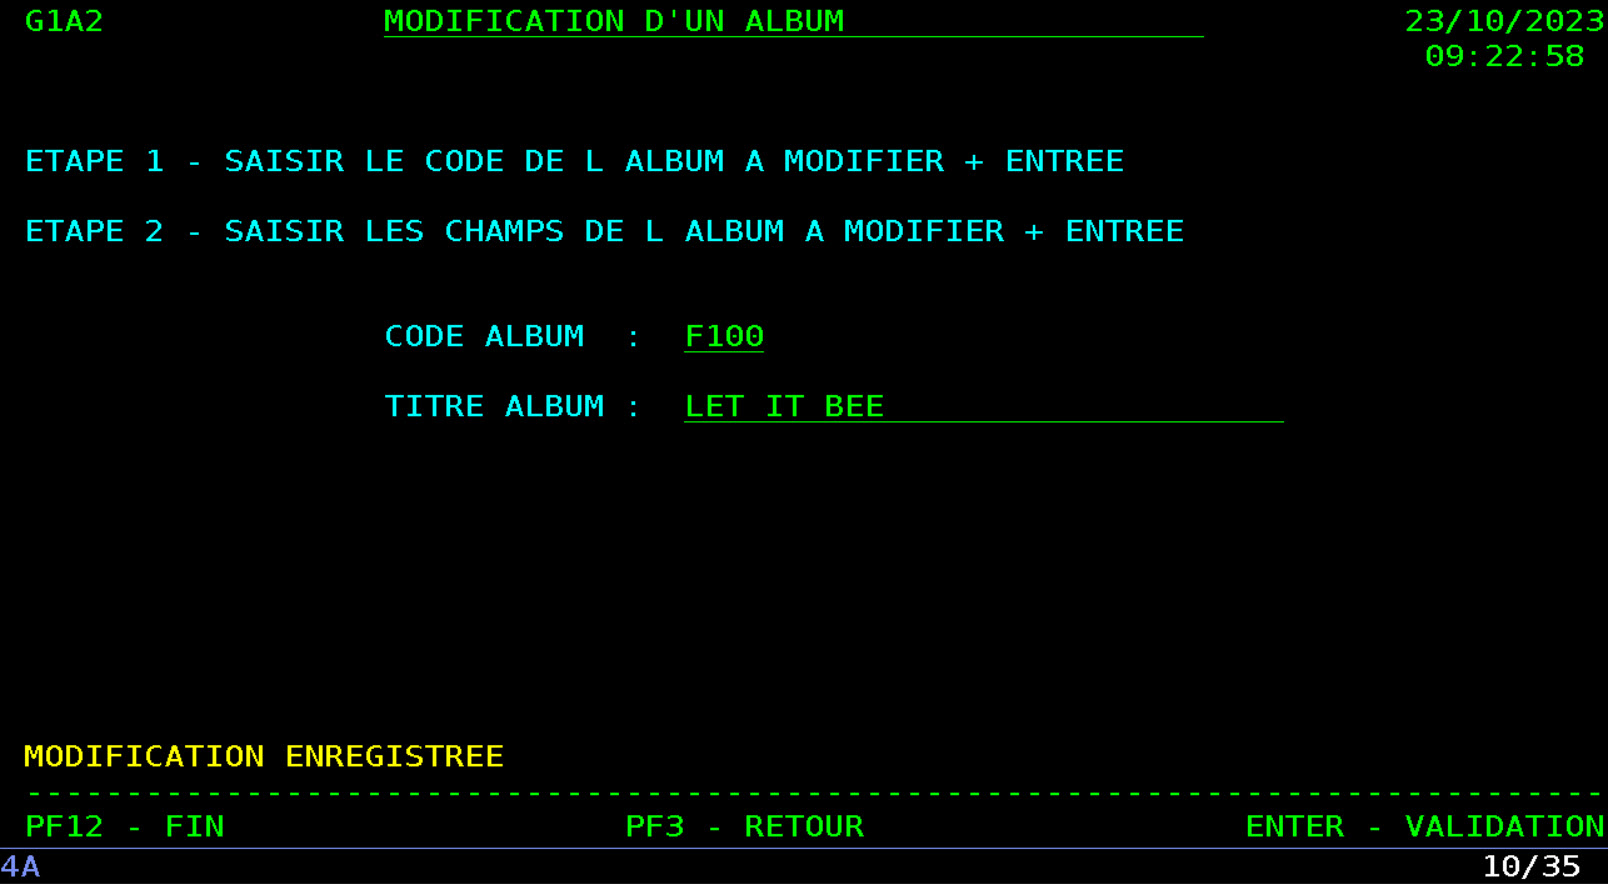 G1A2 MODIFICATION D'UN ALBUM 23/10/2023
09:22:58
ETAPE 1 - SAISIR LE CODE DE L ALBUM A MODIFIER + ENTREE
ETAPE 2 - SAISIR LES CHAMPS DE L ALBUM A MODIFIER + ENTREE
CODE ALBUM : F100
TITRE ALBUM : LET IT BEE
MODIFICATION ENREGISTREE
-------------------------------------------------------------------------------
PF12 - FIN PF3 - RETOUR ENTER - VALIDATION
4A 10/35